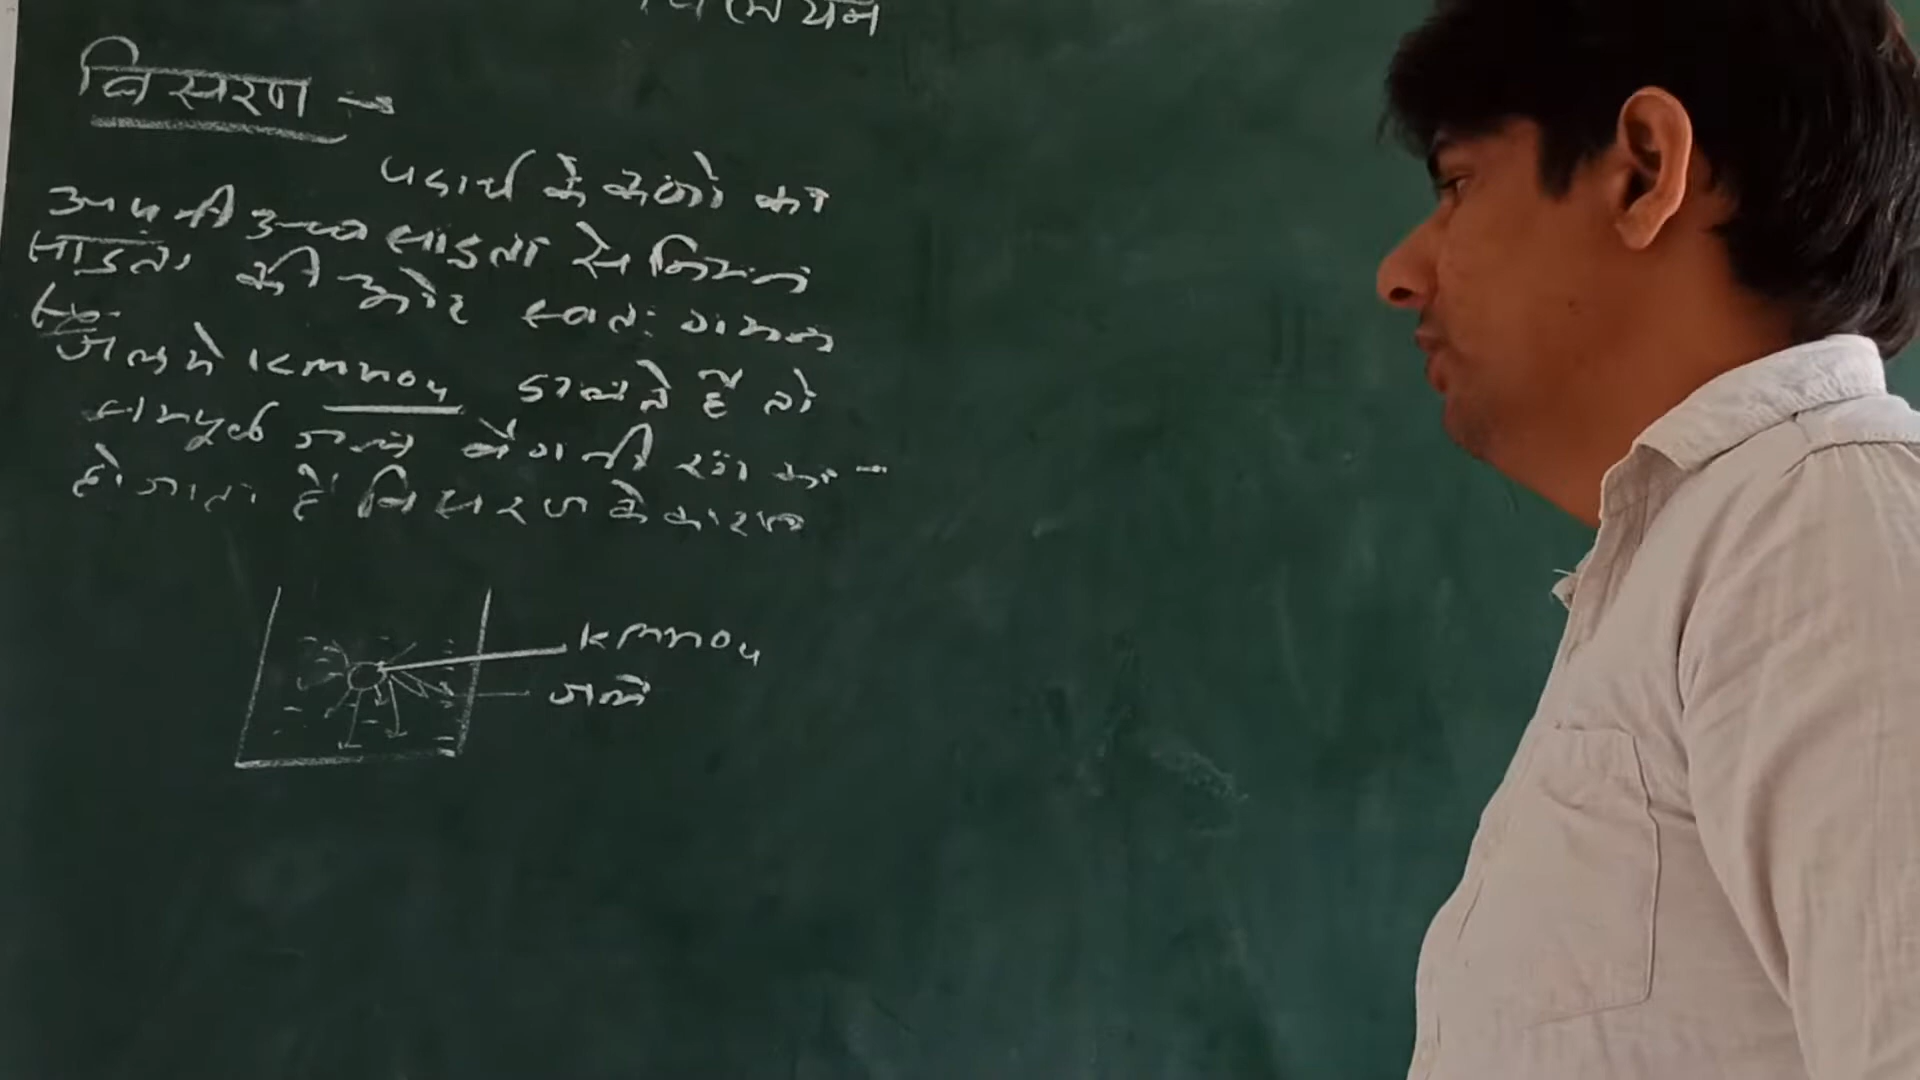 विसरण →
पदार्थ के कणो का
अपनी उच्च सांद्रता से निम्न
सांद्रता की ओर स्वतः गमन
Ex-
जल मे KMnO4 डालते हैं तो
सम्पूर्ण जल बैंगनी रंग का -
हो जाता हैं विसरण के कारण
KMnO4
जल